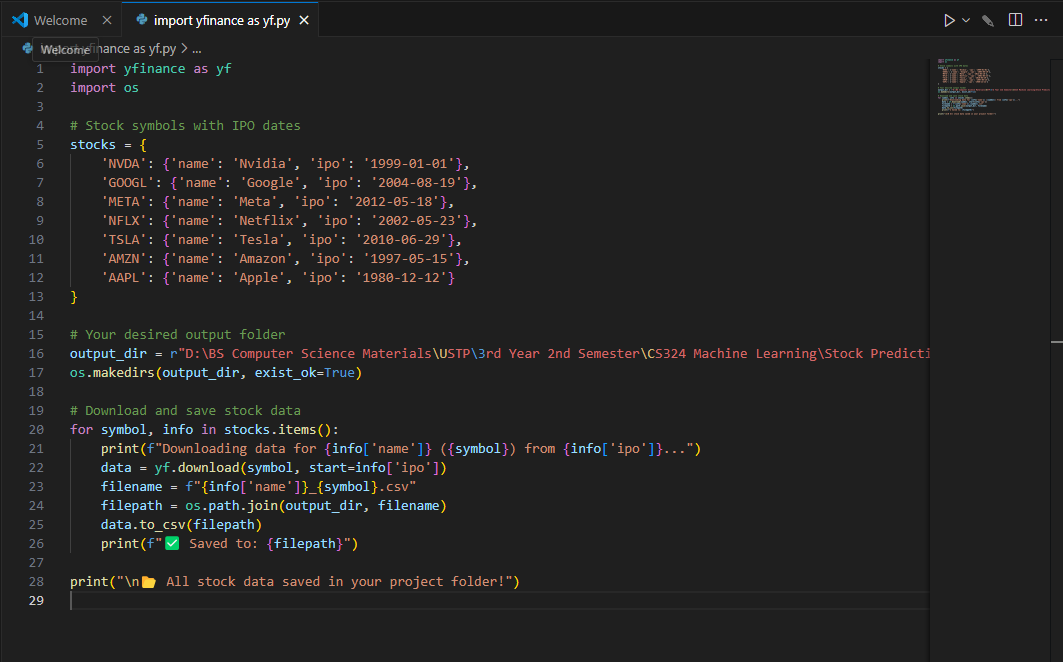 Welcome
import yfinance as yf.py
Welcome finance as yf.py > ...
1 import yfinance as yf
2 import os
3
4 # Stock symbols with IPO dates
5 stocks = {
6     'NVDA': {'name': 'Nvidia', 'ipo': '1999-01-01'},
7     'GOOGL': {'name': 'Google', 'ipo': '2004-08-19'},
8     'META': {'name': 'Meta', 'ipo': '2012-05-18'},
9     'NFLX': {'name': 'Netflix', 'ipo': '2002-05-23'},
10     'TSLA': {'name': 'Tesla', 'ipo': '2010-06-29'},
11     'AMZN': {'name': 'Amazon', 'ipo': '1997-05-15'},
12     'AAPL': {'name': 'Apple', 'ipo': '1980-12-12'}
13 }
14
15 # Your desired output folder
16 output_dir = r"D:\BS Computer Science Materials\USTP\3rd Year 2nd Semester\CS324 Machine Learning\Stock Predicti
17 os.makedirs(output_dir, exist_ok=True)
18
19 # Download and save stock data
20 for symbol, info in stocks.items():
21     print(f"Downloading data for {info['name']} ({symbol}) from {info['ipo']}...")
22     data = yf.download(symbol, start=info['ipo'])
23     filename = f"{info['name']}_{symbol}.csv"
24     filepath = os.path.join(output_dir, filename)
25     data.to_csv(filepath)
26     print(f"✅ Saved to: {filepath}")
27
28 print("\n📂 All stock data saved in your project folder!")
29